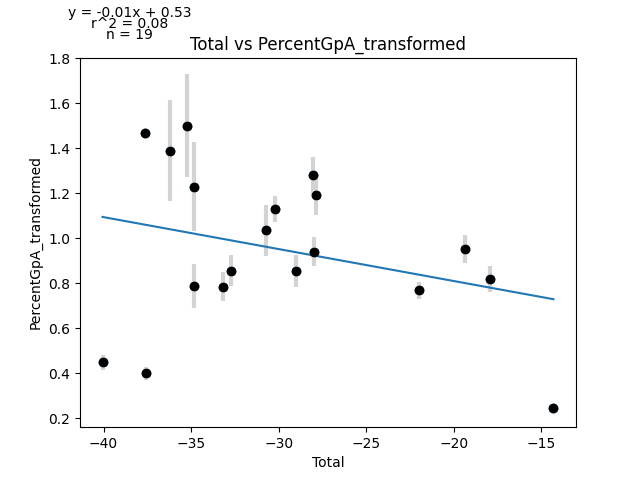 y = -0.01x + 0.53
r^2 = 0.08
n = 19
Total vs PercentGpA_transformed
1.8
1.6
1.4
1.2
1.0
0.8
0.6
0.4
0.2
PercentGpA_transformed
−40
−35
−30
−25
−20
−15
Total